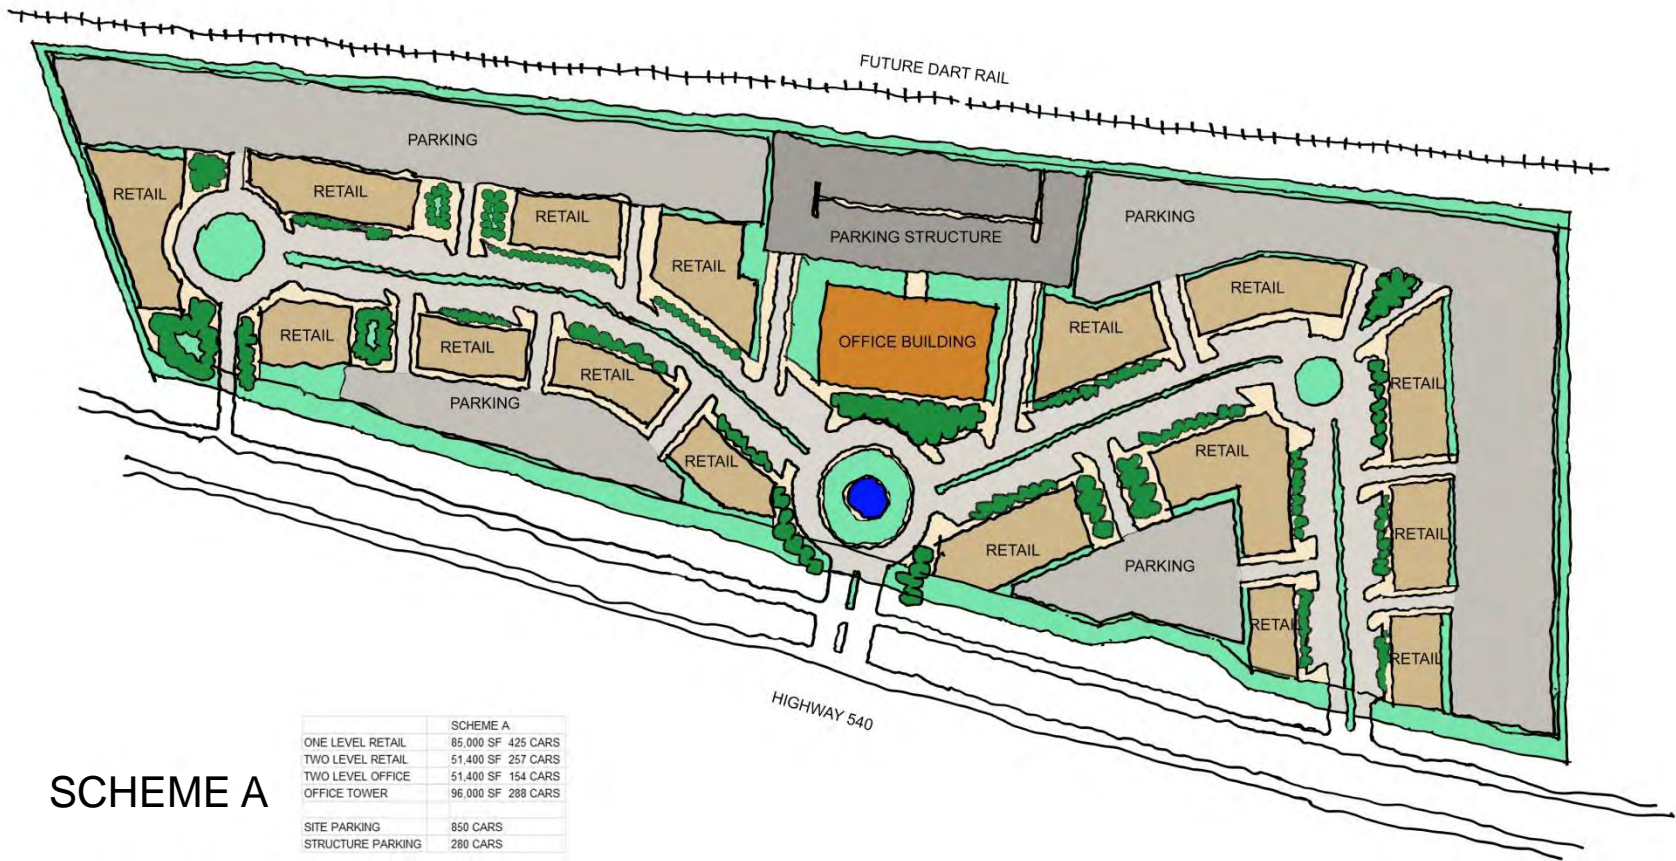 FUTURE DART RAIL
PARKING
RETAIL
RETAIL
RETAIL
PARKING
PARKING STRUCTURE
RETAIL
RETAIL
RETAIL
RETAIL
RETAIL
OFFICE BUILDING
RETAIL
RETAIL
RETAIL
PARKING
RETAIL
RETAIL
RETAIL
RETAIL
PARKING
RETAIL
RETAIL
HIGHWAY 540
SCHEME A
SCHEME A
ONE LEVEL RETAIL 85,000 SF 425 CARS
TWO LEVEL RETAIL 51,400 SF 257 CARS
TWO LEVEL OFFICE 51,400 SF 154 CARS
OFFICE TOWER 96,000 SF 288 CARS
SITE PARKING 850 CARS
STRUCTURE PARKING 280 CARS